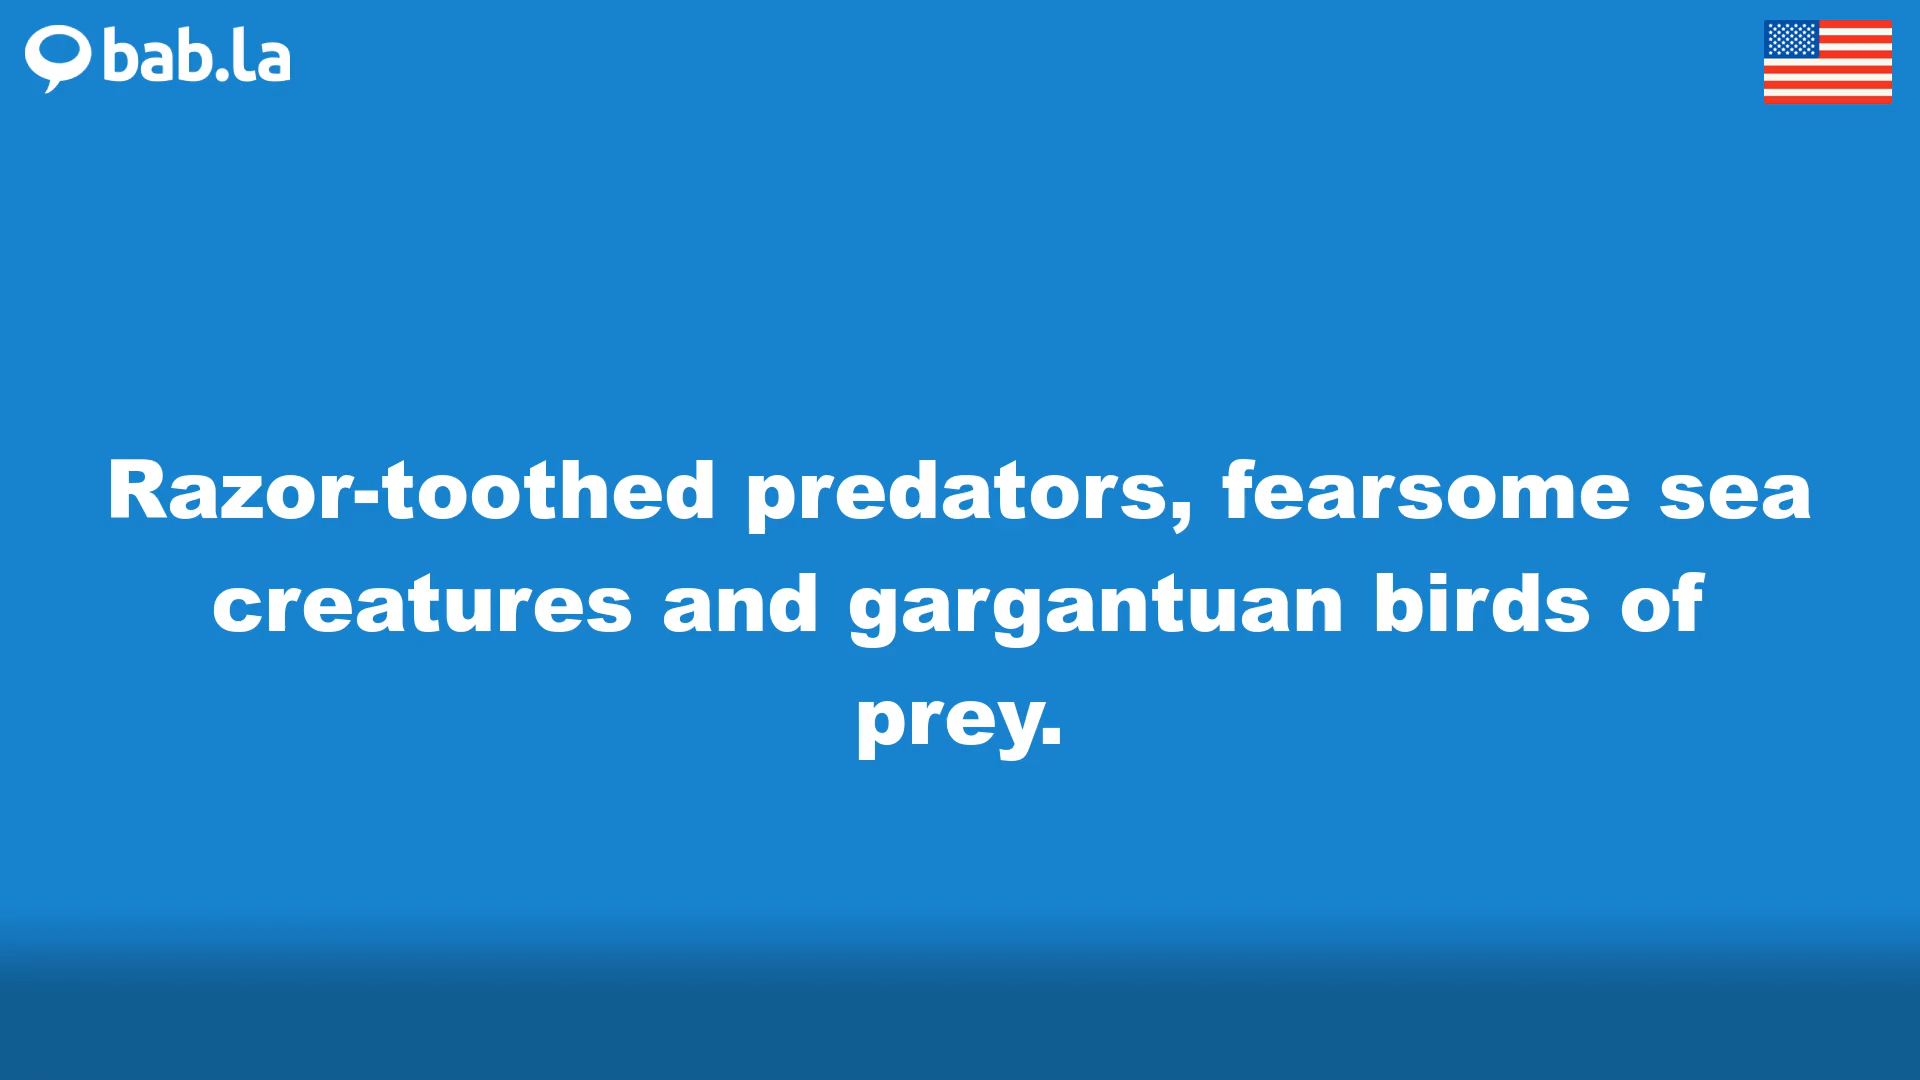 bab.la
Razor-toothed predators, fearsome sea
creatures and gargantuan birds of
prey.